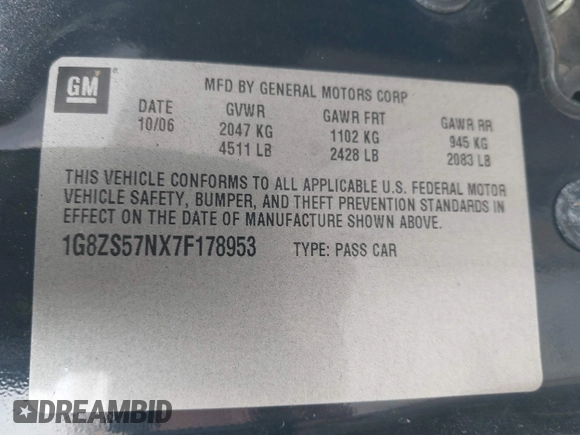 GM
MFD BY GENERAL MOTORS CORP
DATE GVWR GAWR FRT GAWR RR
10/06 2047 KG 1102 KG 945 KG
4511 LB 2428 LB 2083 LB
THIS VEHICLE CONFORMS TO ALL APPLICABLE U.S. FEDERAL MOTOR
VEHICLE SAFETY, BUMPER, AND THEFT PREVENTION STANDARDS IN
EFFECT ON THE DATE OF MANUFACTURE SHOWN ABOVE.
1G8ZS57NX7F178953 TYPE: PASS CAR
DREAMBID